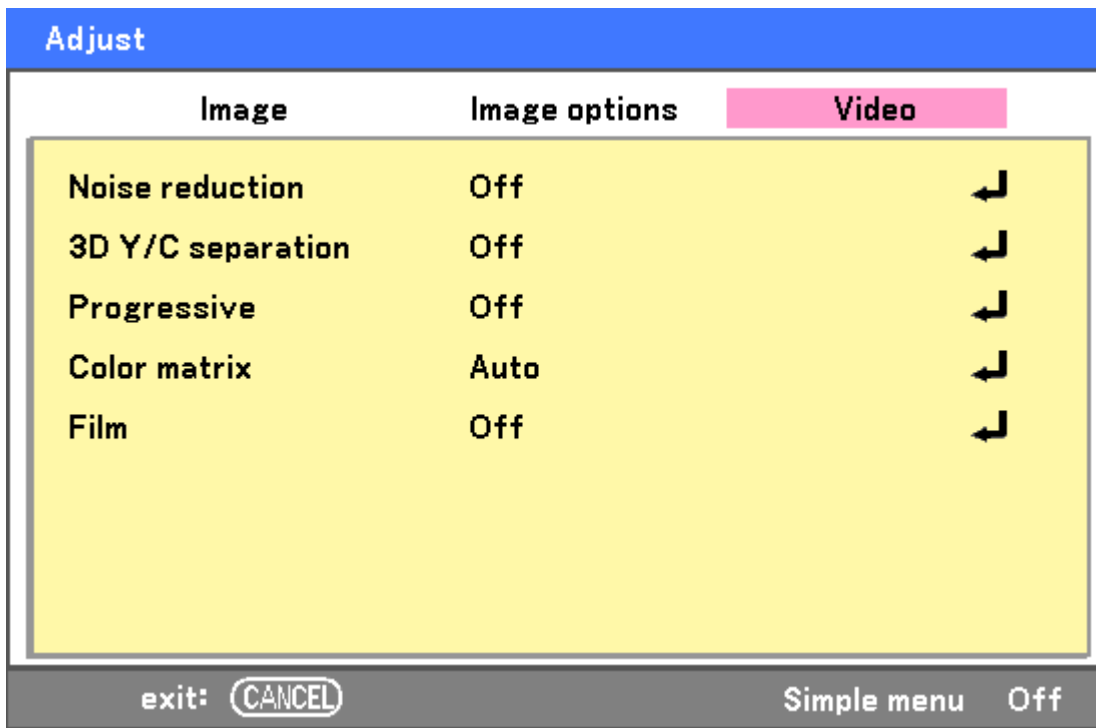 Adjust
Image Image options Video
Noise reduction Off
3D Y/C separation Off
Progressive Off
Color matrix Auto
Film Off
exit: CANCEL Simple menu Off